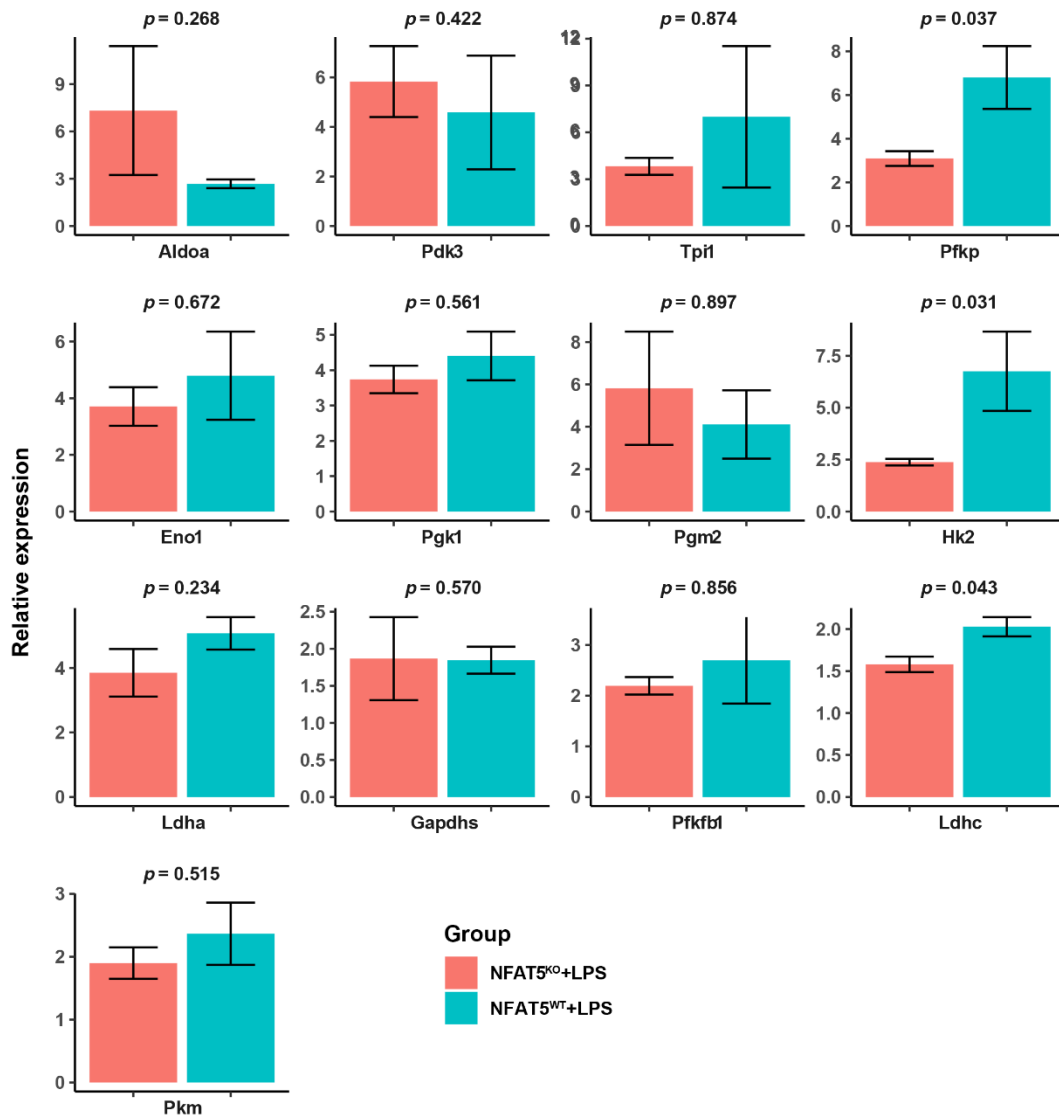 p = 0.268
p = 0.422
p = 0.874
p = 0.037
9
6
3
0
Aldoa
6
4
2
0
Pdk3
12
9
6
3
0
Tpi1
8
6
4
2
0
Pfkp
p = 0.672
p = 0.561
p = 0.897
p = 0.031
6
4
2
0
Eno1
5
4
3
2
1
0
Pgk1
8
6
4
2
0
Pgm2
7.5
5.0
2.5
0.0
Hk2
Relative expression
p = 0.234
p = 0.570
p = 0.856
p = 0.043
4
2
0
Ldha
2.5
2.0
1.5
1.0
0.5
0.0
Gapdhs
3
2
1
0
Pfkfb1
2.0
1.5
1.0
0.5
0.0
Ldhc
p = 0.515
3
2
1
0
Pkm
Group
NFAT5ᴷᴼ+LPS
NFAT5ᵂᵀ+LPS